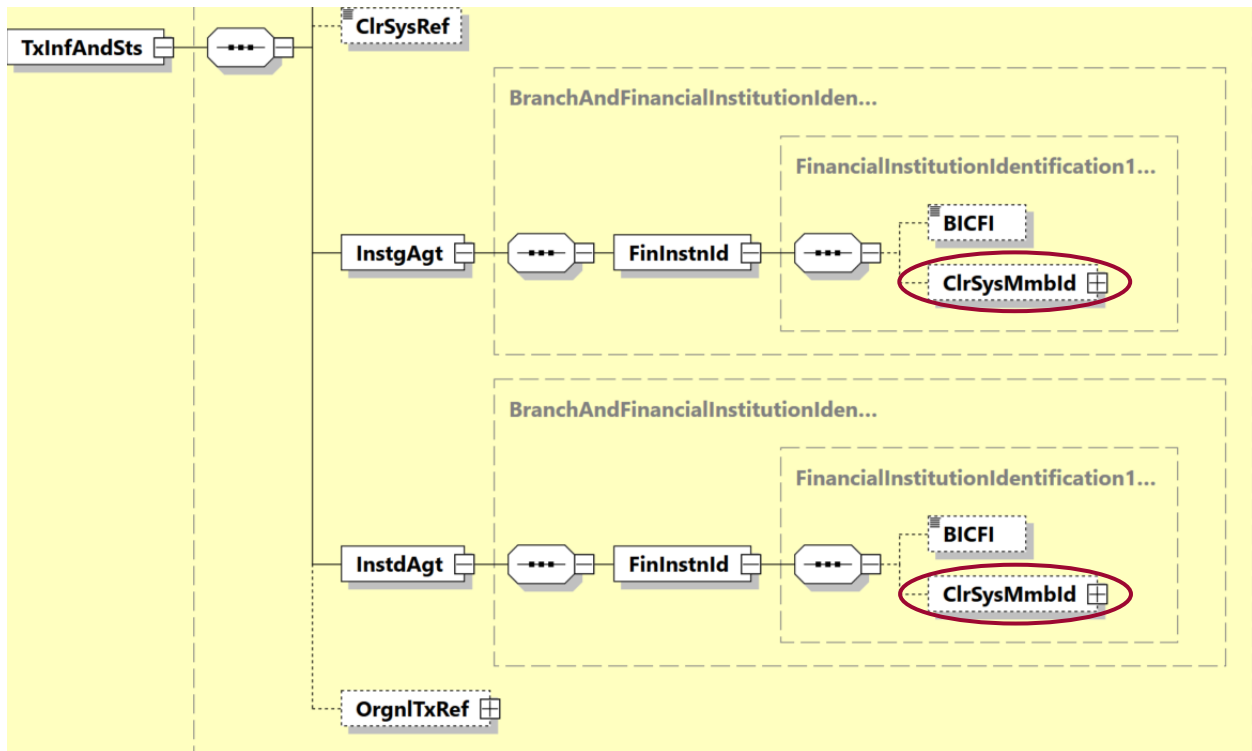 ClrSysRef
TxInfAndSts
BranchAndFinancialInstitutionIden...
FinancialInstitutionIdentification1...
BICFI
InstgAgt
FinInstnId
ClrSysMmbId
BranchAndFinancialInstitutionIden...
FinancialInstitutionIdentification1...
BICFI
InstdAgt
FinInstnId
ClrSysMmbId
OrgnlTxRef